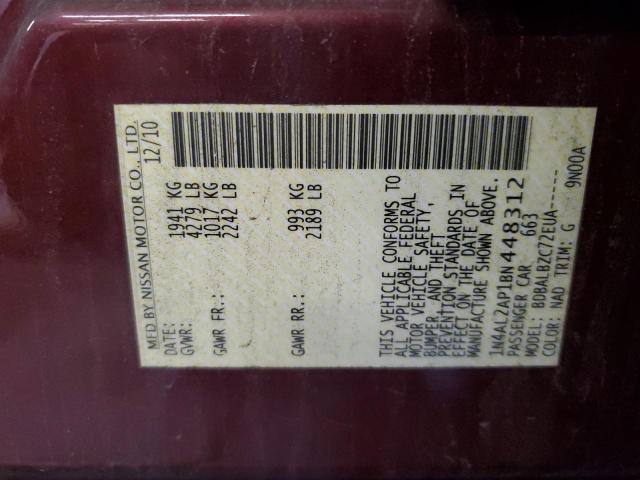 MFD BY NISSAN MOTOR CO., LTD.
DATE: 12/10
GVWR: 1941 KG
4279 LB
GAWR FR.: 1017 KG
2242 LB
GAWR RR.: 993 KG
2189 LB
THIS VEHICLE CONFORMS TO
ALL APPLICABLE FEDERAL
MOTOR VEHICLE SAFETY,
BUMPER, AND THEFT
PREVENTION STANDARDS IN
EFFECT ON THE DATE OF
MANUFACTURE SHOWN ABOVE.
1N4AL2AP1BN448312
PASSENGER CAR 663
MODEL: BDBALBZC72EUA-----
COLOR: NAD TRIM: G 9N00A